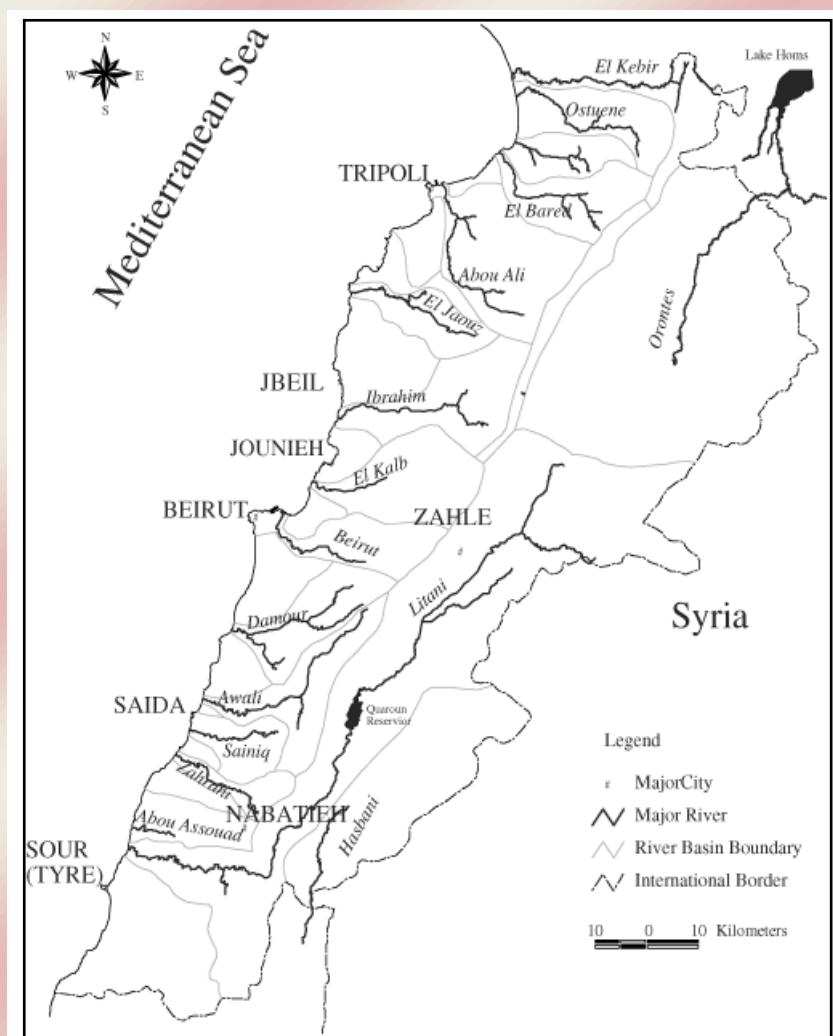 N
W E
S
Mediterranean Sea
El Kebir
Lake Homs
Ostuene
TRIPOLI
El Bared
Abou Ali
El Jaouz
Orontes
JBEIL
Ibrahim
JOUNIEH
El Kalb
BEIRUT
ZAHLE
Beirut
Litani
Damour
Syria
SAIDA
Awali
Quaroun
Reservior
Sainiq
Zahrani
NABATIEH
Abou Assouad
Hasbani
SOUR
(TYRE)
Legend
MajorCity
Major River
River Basin Boundary
International Border
10 0 10 Kilometers